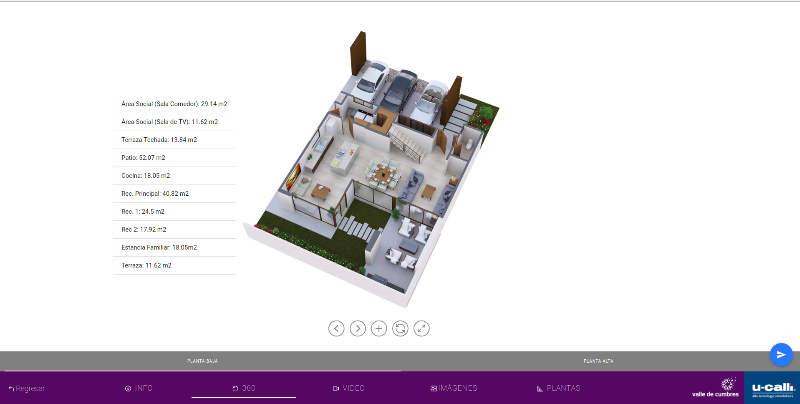 Área Social (Sala Comedor): 29.14 m2
Área Social (Sala de TV): 11.62 m2
Terraza Techada: 13.84 m2
Patio: 52.07 m2
Cocina: 18.05 m2
Rec. Principal: 40.82 m2
Rec. 1: 24.5 m2
Rec 2: 17.92 m2
Estancia Familiar: 18.05m2
Terraza: 11.62 m2
PLANTA BAJA
PLANTA ALTA
Regresar
INFO
360
VIDEO
IMÁGENES
PLANTAS
valle de cumbres
u-calli
alta tecnología inmobiliaria